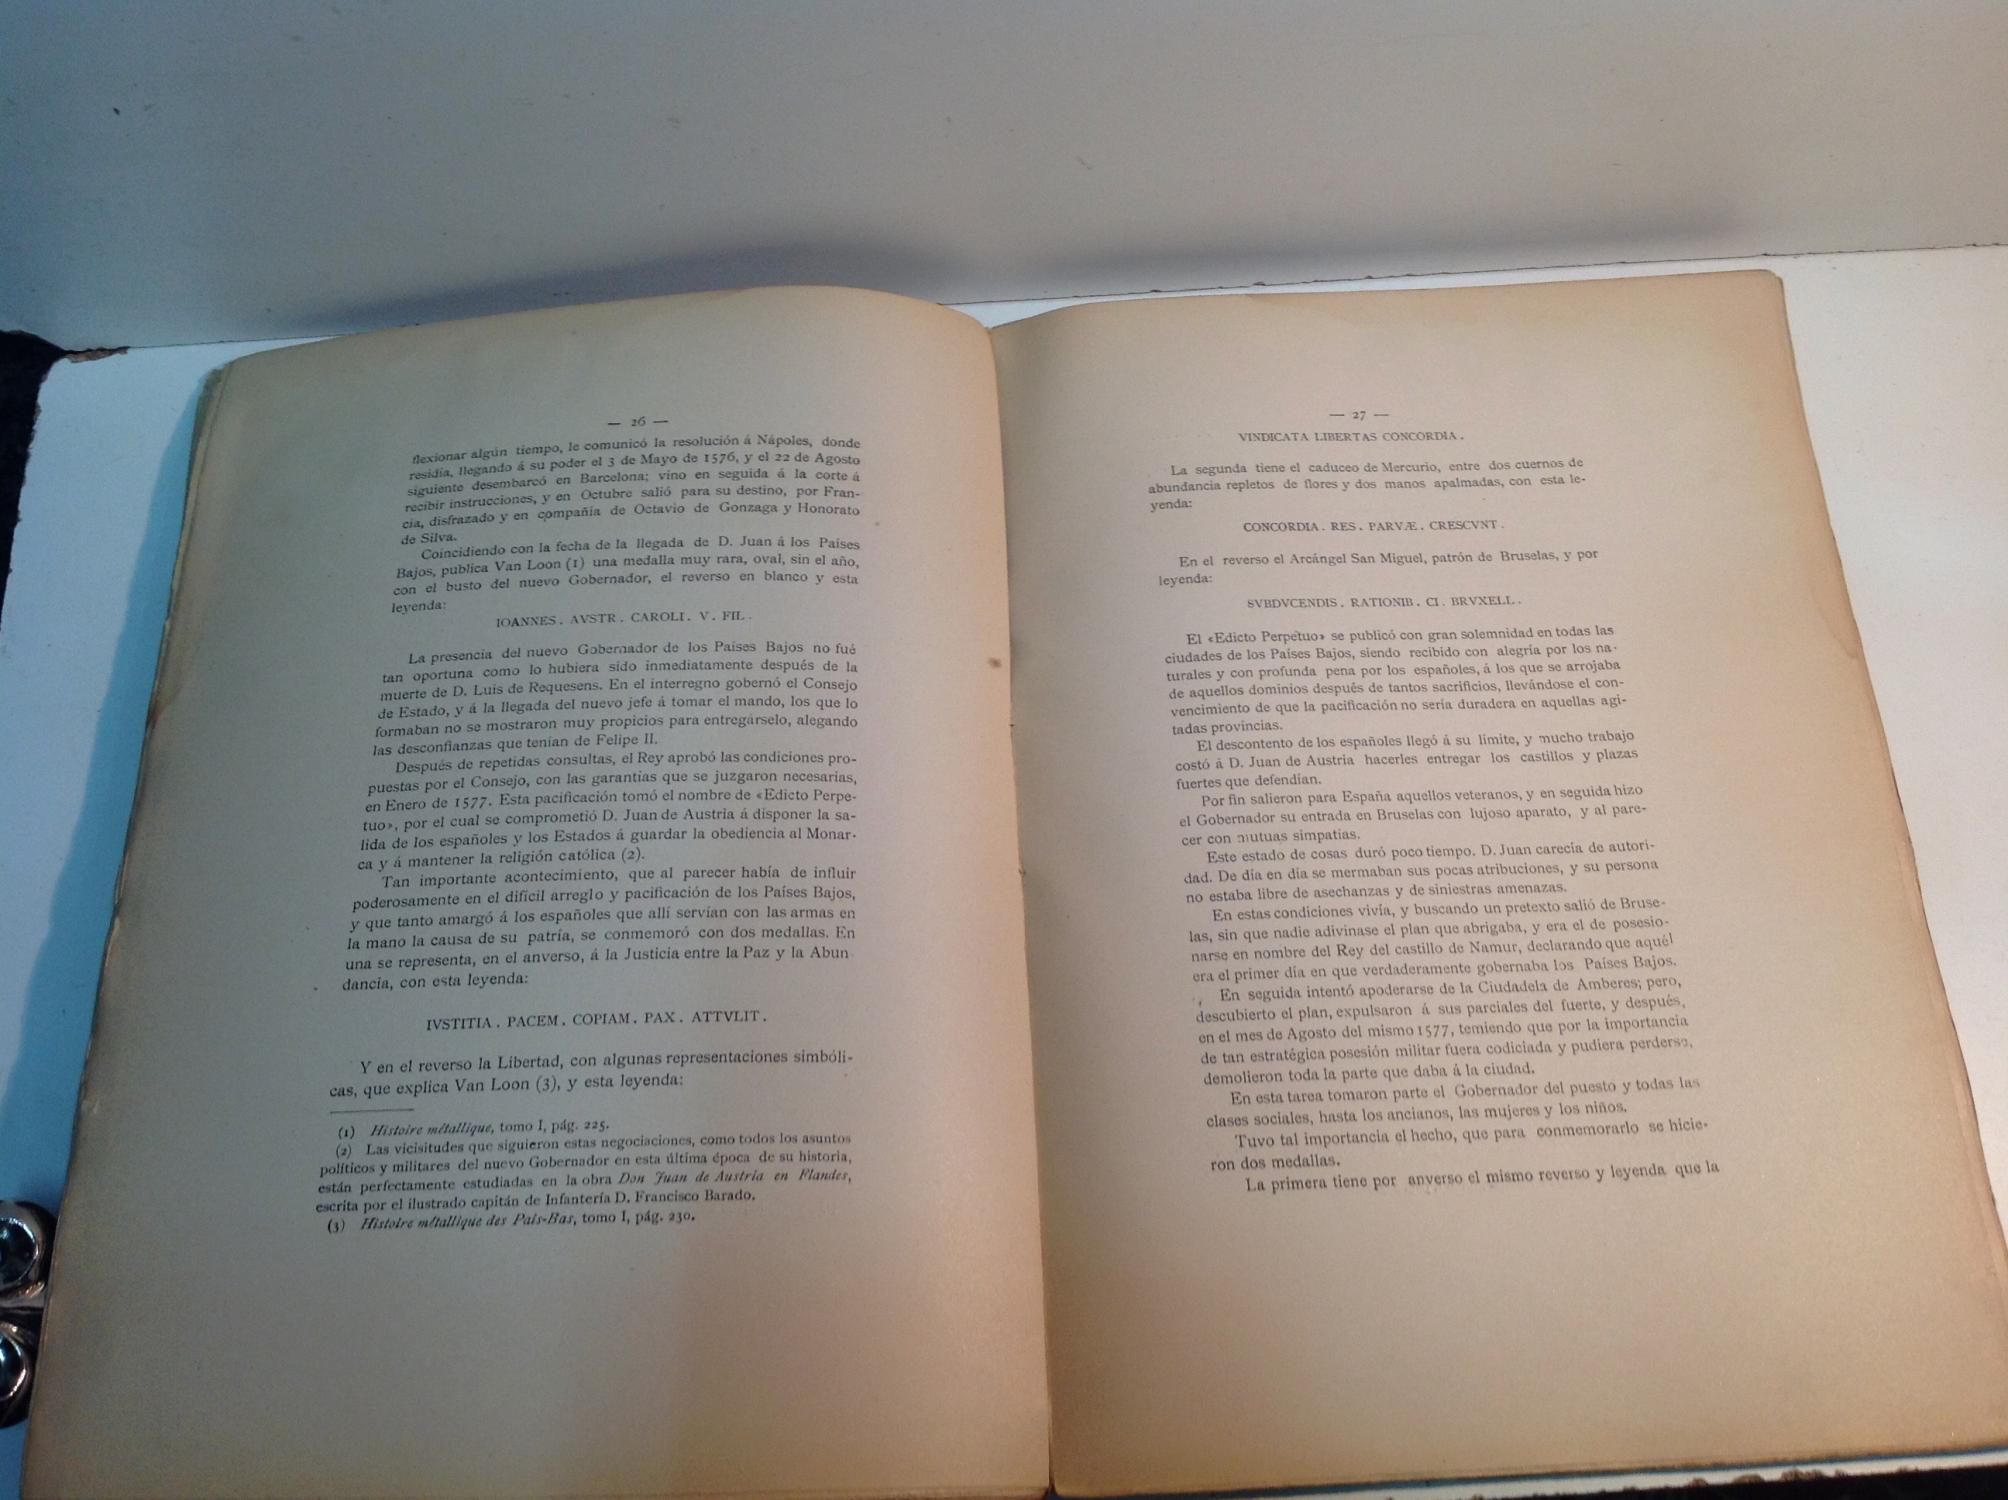 — 26 —
flexionar algún tiempo, le comunicó la resolución á Nápoles, donde
residía, llegando á su poder el 3 de Mayo de 1576, y el 22 de Agosto
siguiente desembarcó en Barcelona; vino en seguida á la corte á
recibir instrucciones, y en Octubre salió para su destino, por Fran-
cia, disfrazado y en compañía de Octavio de Gonzaga y Honorato
de Silva.
Coincidiendo con la fecha de la llegada de D. Juan á los Países
Bajos, publica Van Loon (1) una medalla muy rara, oval, sin el año,
con el busto del nuevo Gobernador, el reverso en blanco y esta
leyenda:
IOANNES . AVSTR . CAROLI . V . FIL .
La presencia del nuevo Gobernador de los Países Bajos no fué
tan oportuna como lo hubiera sido inmediatamente después de la
muerte de D. Luis de Requesens. En el interregno gobernó el Consejo
de Estado, y á la llegada del nuevo jefe á tomar el mando, los que lo
formaban no se mostraron muy propicios para entregárselo, alegando
las desconfianzas que tenían de Felipe II.
Después de repetidas consultas, el Rey aprobó las condiciones pro-
puestas por el Consejo, con las garantías que se juzgaron necesarias,
en Enero de 1577. Esta pacificación tomó el nombre de «Edicto Perpe-
tuo», por el cual se comprometió D. Juan de Austria á disponer la sa-
lida de los españoles y los Estados á guardar la obediencia al Monar-
ca y á mantener la religión católica (2).
Tan importante acontecimiento, que al parecer había de influir
poderosamente en el difícil arreglo y pacificación de los Países Bajos,
y que tanto amargó á los españoles que allí servían con las armas en
la mano la causa de su patria, se conmemoró con dos medallas. En
una se representa, en el anverso, á la Justicia entre la Paz y la Abun
dancia, con esta leyenda:
IVSTITIA . PACEM . COPIAM . PAX . ATTVLIT .
Y en el reverso la Libertad, con algunas representaciones simbóli-
cas, que explica Van Loon (3), y esta leyenda:
(1) Histoire métallique, tomo I, pág. 225.
(2) Las vicisitudes que siguieron estas negociaciones, como todos los asuntos
políticos y militares del nuevo Gobernador en esta última época de su historia,
están perfectamente estudiadas en la obra Don Juan de Austria en Flandes,
escrita por el ilustrado capitán de Infantería D. Francisco Barado.
(3) Histoire métallique des Pais-Bas, tomo I, pág. 230.
— 27 —
VINDICATA LIBERTAS CONCORDIA .
La segunda tiene el caduceo de Mercurio, entre dos cuernos de
abundancia repletos de flores y dos manos apalmadas, con esta le-
yenda:
CONCORDIA . RES . PARVÆ . CRESCVNT .
En el reverso el Arcángel San Miguel, patrón de Bruselas, y por
leyenda:
SVBDVCENDIS . RATIONIB . CI . BRVXELL .
El «Edicto Perpetuo» se publicó con gran solemnidad en todas las
ciudades de los Países Bajos, siendo recibido con alegría por los na-
turales y con profunda pena por los españoles, á los que se arrojaba
de aquellos dominios después de tantos sacrificios, llevándose el con-
vencimiento de que la pacificación no sería duradera en aquellas agi-
tadas provincias.
El descontento de los españoles llegó á su límite, y mucho trabajo
costó á D. Juan de Austria hacerles entregar los castillos y plazas
fuertes que defendían.
Por fin salieron para España aquellos veteranos, y en seguida hizo
el Gobernador su entrada en Bruselas con lujoso aparato, y al pare-
cer con mutuas simpatías.
Este estado de cosas duró poco tiempo. D. Juan carecía de autori-
dad. De día en día se mermaban sus pocas atribuciones, y su persona
no estaba libre de asechanzas y de siniestras amenazas.
En estas condiciones vivía, y buscando un pretexto salió de Bruse-
las, sin que nadie adivinase el plan que abrigaba, y era el de posesio-
narse en nombre del Rey del castillo de Namur, declarando que aquél
era el primer día en que verdaderamente gobernaba los Países Bajos.
En seguida intentó apoderarse de la Ciudadela de Amberes; pero,
descubierto el plan, expulsaron á sus parciales del fuerte, y después,
en el mes de Agosto del mismo 1577, temiendo que por la importancia
de tan estratégica posesión militar fuera codiciada y pudiera perderse,
demolieron toda la parte que daba á la ciudad.
En esta tarea tomaron parte el Gobernador del puesto y todas las
clases sociales, hasta los ancianos, las mujeres y los niños.
Tuvo tal importancia el hecho, que para conmemorarlo se hicie-
ron dos medallas.
La primera tiene por anverso el mismo reverso y leyenda que la